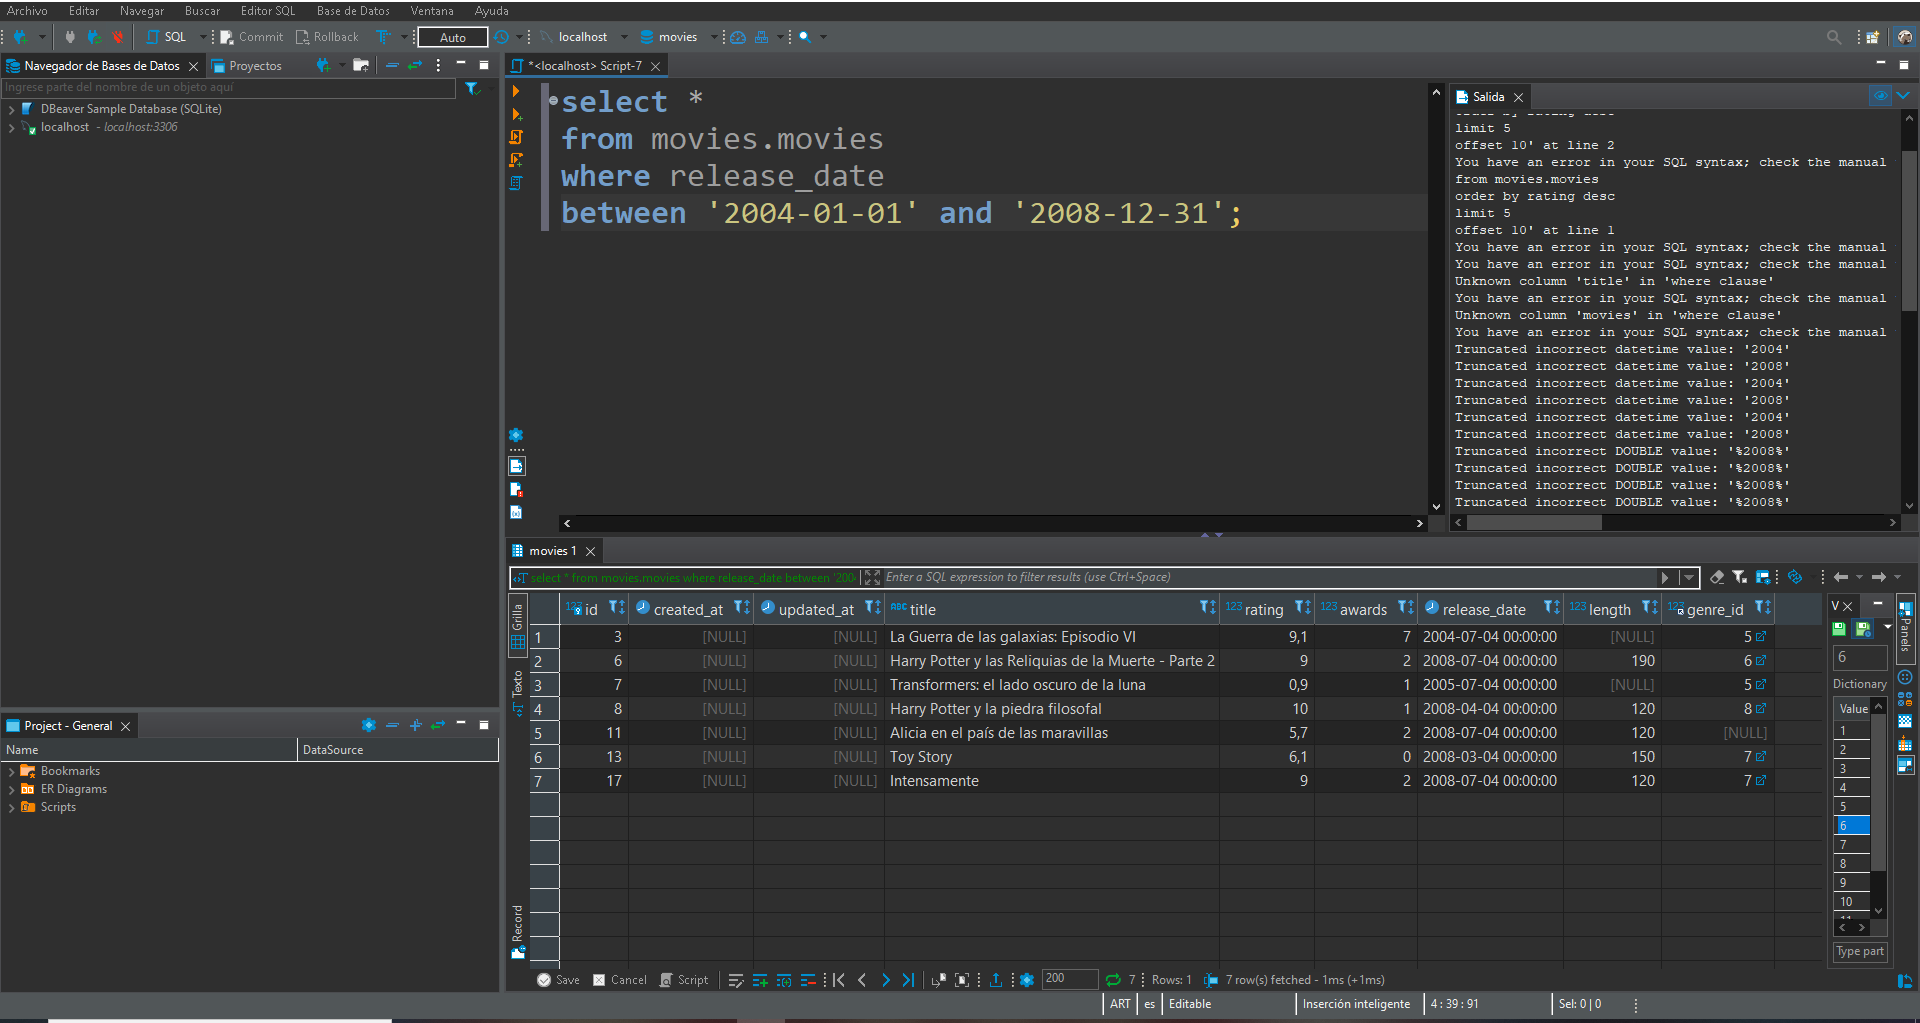 Archivo Editar Navegar Buscar Editor SQL Base de Datos Ventana Ayuda
SQL Commit Rollback Auto localhost movies
Navegador de Bases de Datos Proyectos
Ingrese parte del nombre de un objeto aquí
DBeaver Sample Database (SQLite)
localhost - localhost:3306
*<localhost> Script-7
select *
from movies.movies
where release_date
between '2004-01-01' and '2008-12-31';
Salida
limit 5
offset 10' at line 2
You have an error in your SQL syntax; check the manual
from movies.movies
order by rating desc
limit 5
offset 10' at line 1
You have an error in your SQL syntax; check the manual
You have an error in your SQL syntax; check the manual
Unknown column 'title' in 'where clause'
You have an error in your SQL syntax; check the manual
Unknown column 'movies' in 'where clause'
You have an error in your SQL syntax; check the manual
Truncated incorrect datetime value: '2004'
Truncated incorrect datetime value: '2008'
Truncated incorrect datetime value: '2004'
Truncated incorrect datetime value: '2008'
Truncated incorrect datetime value: '2004'
Truncated incorrect datetime value: '2008'
Truncated incorrect DOUBLE value: '%2008%'
Truncated incorrect DOUBLE value: '%2008%'
Truncated incorrect DOUBLE value: '%2008%'
Truncated incorrect DOUBLE value: '%2008%'
Project - General
Name DataSource
Bookmarks
ER Diagrams
Scripts
movies 1
select * from movies.movies where release_date between '200 Enter a SQL expression to filter results (use Ctrl+Space)
Grilla
Texto
Record
123 id created_at updated_at ABC title 123 rating 123 awards release_date 123 length 123 genre_id
1 3 [NULL] [NULL] La Guerra de las galaxias: Episodio VI 9,1 7 2004-07-04 00:00:00 [NULL] 5
2 6 [NULL] [NULL] Harry Potter y las Reliquias de la Muerte - Parte 2 9 2 2008-07-04 00:00:00 190 6
3 7 [NULL] [NULL] Transformers: el lado oscuro de la luna 0,9 1 2005-07-04 00:00:00 [NULL] 5
4 8 [NULL] [NULL] Harry Potter y la piedra filosofal 10 1 2008-04-04 00:00:00 120 8
5 11 [NULL] [NULL] Alicia en el país de las maravillas 5,7 2 2008-07-04 00:00:00 120 [NULL]
6 13 [NULL] [NULL] Toy Story 6,1 0 2008-03-04 00:00:00 150 7
7 17 [NULL] [NULL] Intensamente 9 2 2008-07-04 00:00:00 120 7
V
6
Dictionary
Value
1
2
3
4
5
6
7
8
9
10
Type part
Panels
Save Cancel Script 200 7 Rows: 1 7 row(s) fetched - 1ms (+1ms)
ART es Editable Inserción inteligente 4 : 39 : 91 Sel: 0 | 0